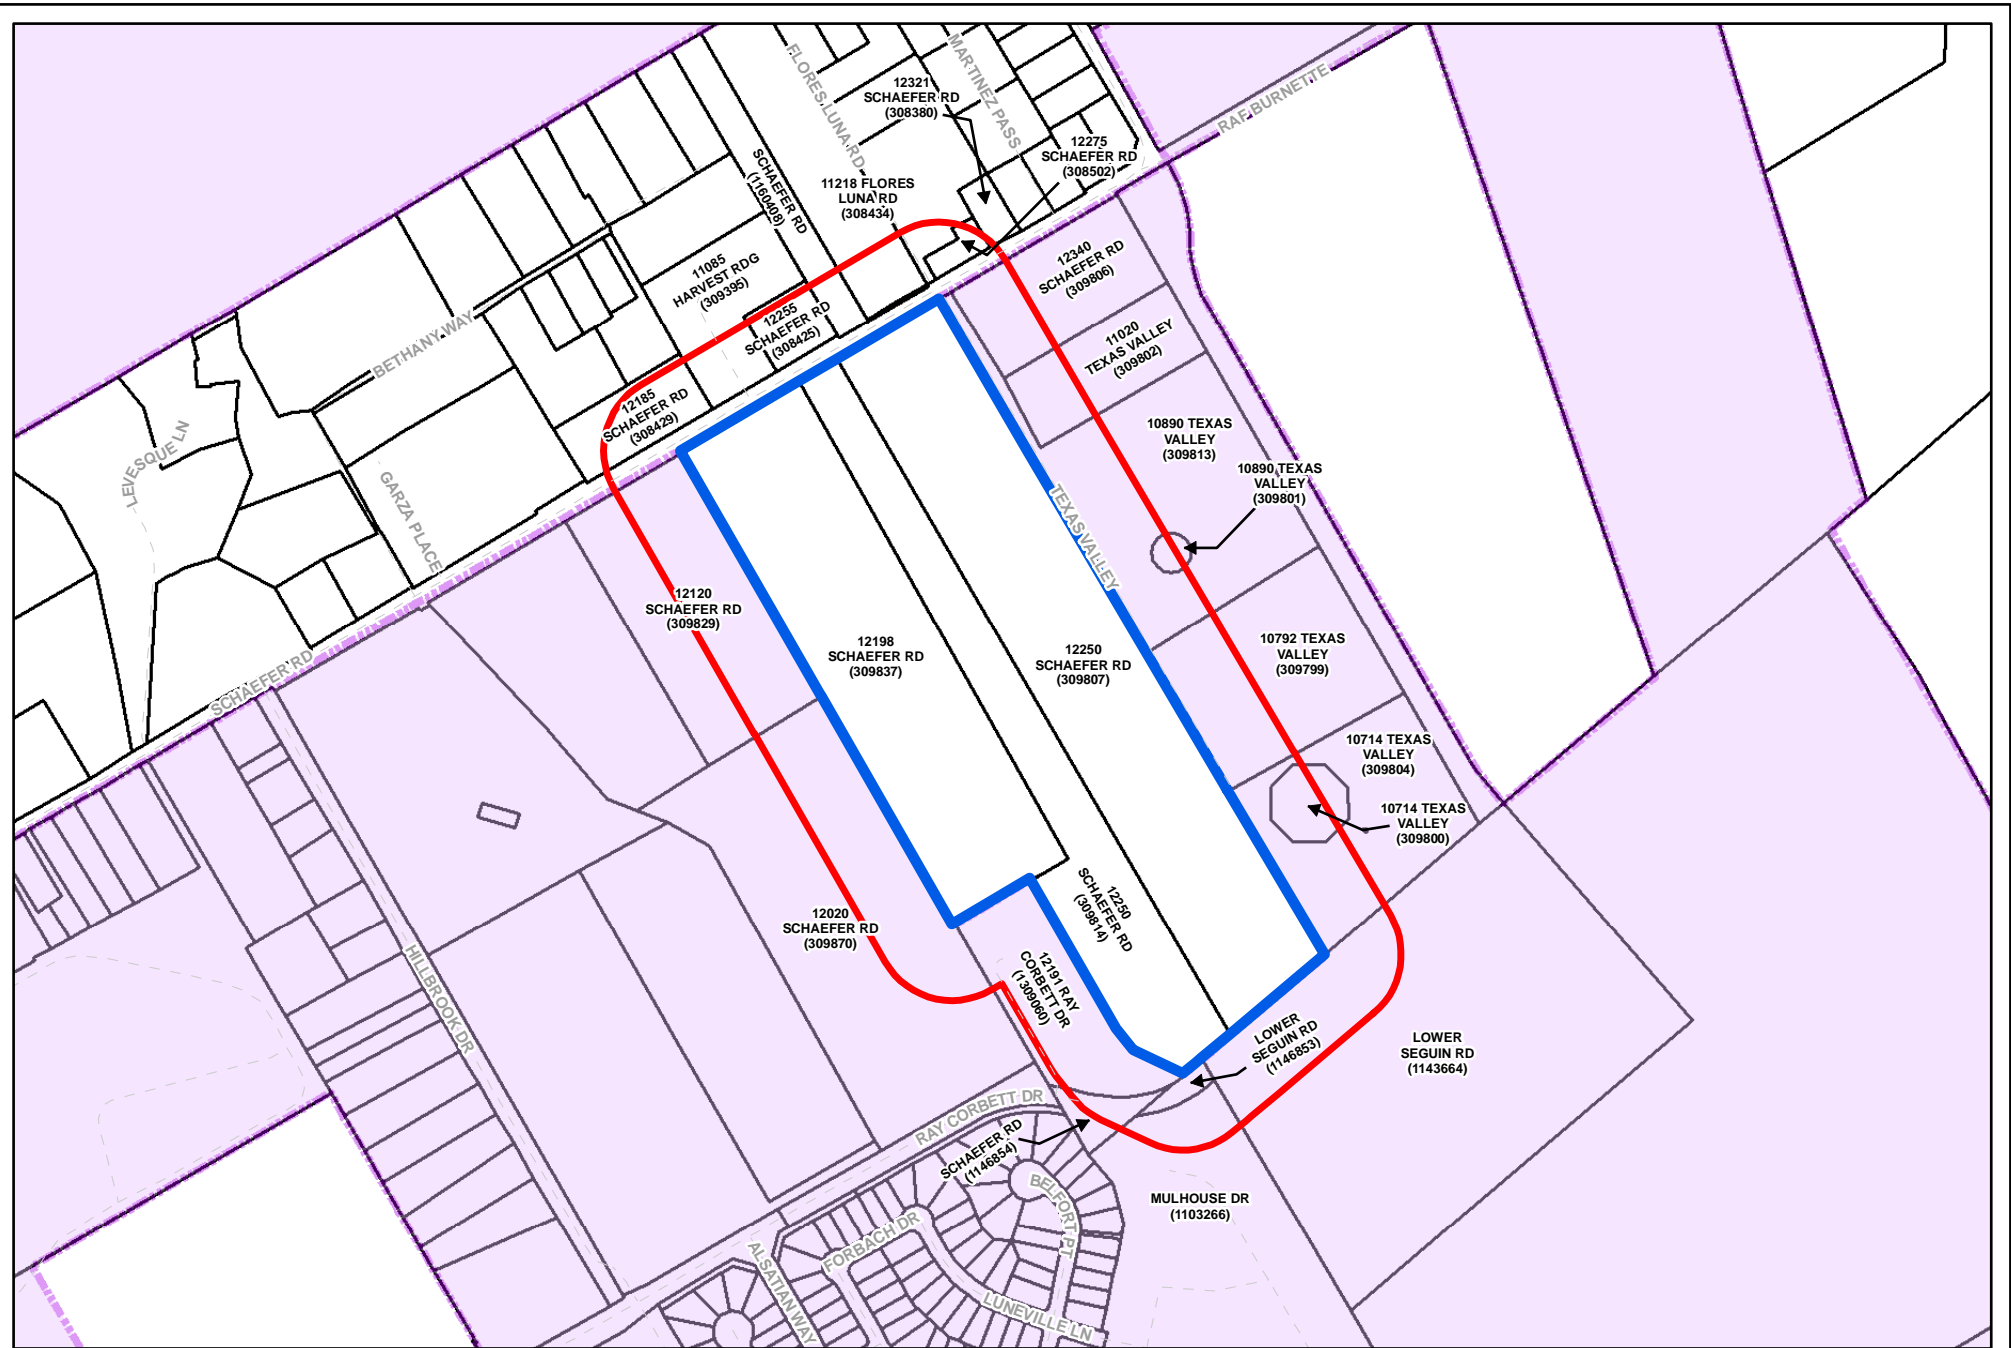 FLORES LUNA RD
MARTINEZ PASS
RAF BURNETTE
12321
SCHAEFER RD
(308380)
12275
SCHAEFER RD
(308502)
SCHAEFER RD
(1160408)
11218 FLORES
LUNA RD
(308434)
11085
HARVEST RDG
(309395)
12340
SCHAEFER RD
(309806)
12255
SCHAEFER RD
(308425)
11020
TEXAS VALLEY
(309802)
BETHANY WAY
12185
SCHAEFER RD
(308429)
LEVESQUE LN
GARZA PLACE
10890 TEXAS
VALLEY
(309813)
10890 TEXAS
VALLEY
(309801)
TEXAS VALLEY
12120
SCHAEFER RD
(309829)
12198
SCHAEFER RD
(309837)
12250
SCHAEFER RD
(309807)
10792 TEXAS
VALLEY
(309799)
SCHAEFER RD
10714 TEXAS
VALLEY
(309804)
10714 TEXAS
VALLEY
(309800)
12020
SCHAEFER RD
(309870)
12250
SCHAEFER RD
(309814)
12191 RAY
CORBETT DR
(1309060)
HILLBROOK DR
LOWER
SEGUIN RD
(1146853)
LOWER
SEGUIN RD
(1143664)
RAY CORBETT DR
SCHAEFER RD
(1146854)
MULHOUSE DR
(1103266)
BELFORT PT
FORBACH DR
ALSATIAN WAY
LUNEVILLE LN